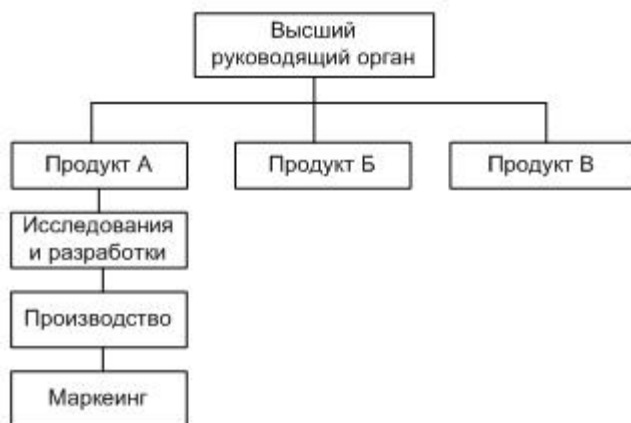 Высший
руководящий орган
Продукт А
Продукт Б
Продукт В
Исследования
и разработки
Производство
Маркеинг